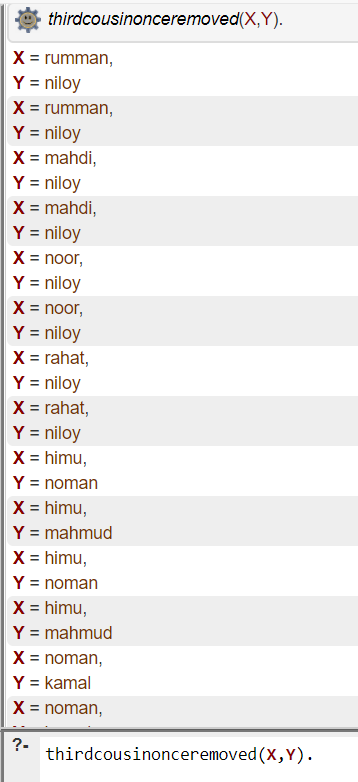 thirdcousinonceremoved(X,Y).
X = rumman,
Y = niloy
X = rumman,
Y = niloy
X = mahdi,
Y = niloy
X = mahdi,
Y = niloy
X = noor,
Y = niloy
X = noor,
Y = niloy
X = rahat,
Y = niloy
X = rahat,
Y = niloy
X = himu,
Y = noman
X = himu,
Y = mahmud
X = himu,
Y = noman
X = himu,
Y = mahmud
X = noman,
Y = kamal
X = noman,
?- thirdcousinonceremoved(X,Y).